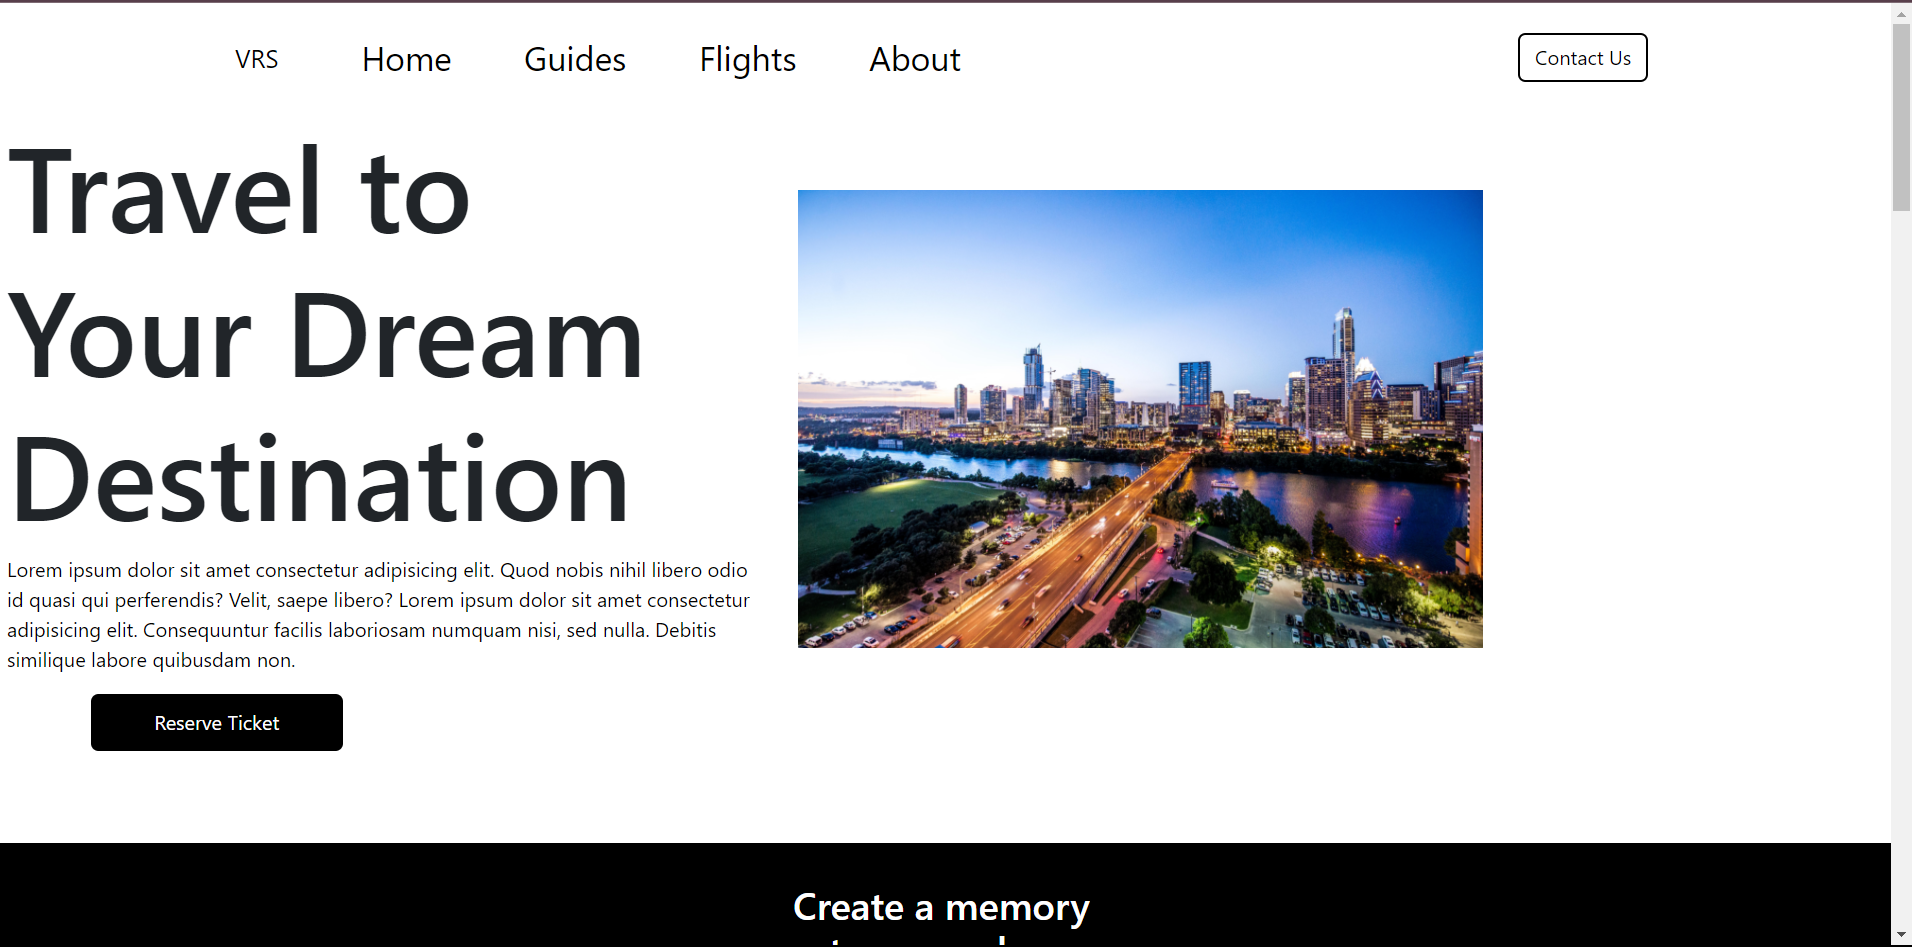 VRS Home Guides Flights About Contact Us
Travel to
Your Dream
Destination
Lorem ipsum dolor sit amet consectetur adipisicing elit. Quod nobis nihil libero odio
id quasi qui perferendis? Velit, saepe libero? Lorem ipsum dolor sit amet consectetur
adipisicing elit. Consequuntur facilis laboriosam numquam nisi, sed nulla. Debitis
similique labore quibusdam non.
Reserve Ticket
Create a memory